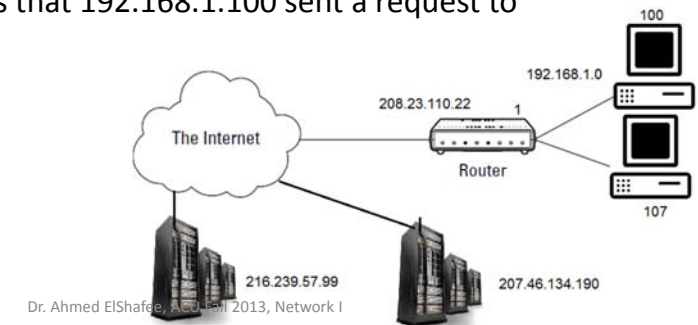 s that 192.168.1.100 sent a request to
100
192.168.1.0
208.23.110.22
1
The Internet
Router
107
216.239.57.99
207.46.134.190
Dr. Ahmed ElShafee, ACU Fall 2013, Network I